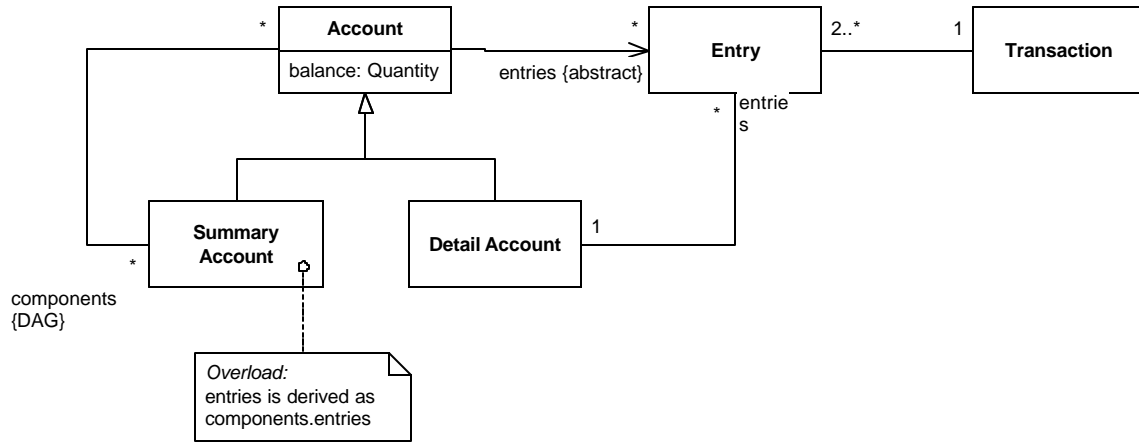 *
Account
*
2..*
1
Entry
Transaction
balance: Quantity
entries {abstract}
*
entrie
s
Summary
Account
Detail Account
1
*
components
{DAG}
Overload:
entries is derived as
components.entries